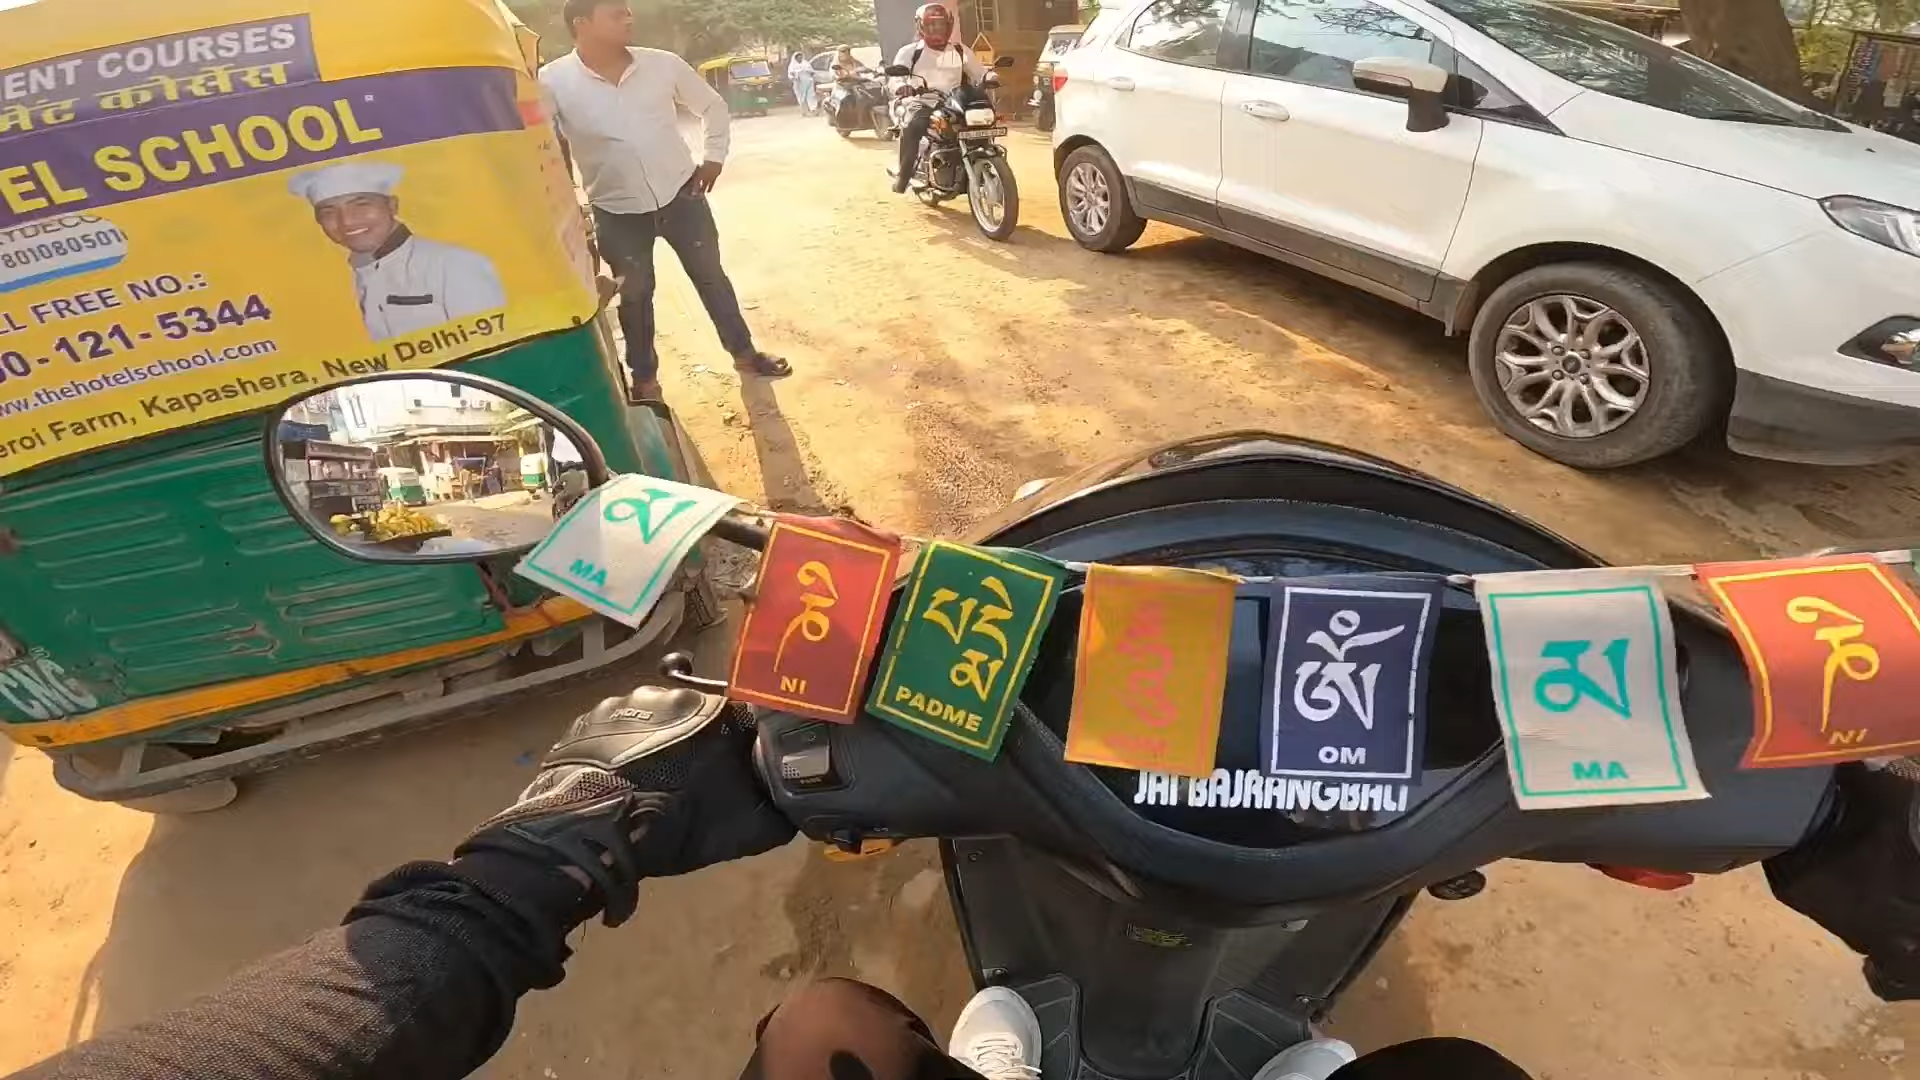 ENT COURSES
मेंट कोर्सेस
EL SCHOOL
801080501
LL FREE NO.:
0-121-5344
www.thehotelschool.com
eroi Farm, Kapashera, New Delhi-97
CNG
མ
MA
ནི
NI
པདྨེ
PADME
ཧཱུྃ
ཨོཾ
OM
མ
MA
ནི
NI
JAI BAJRANGBALI